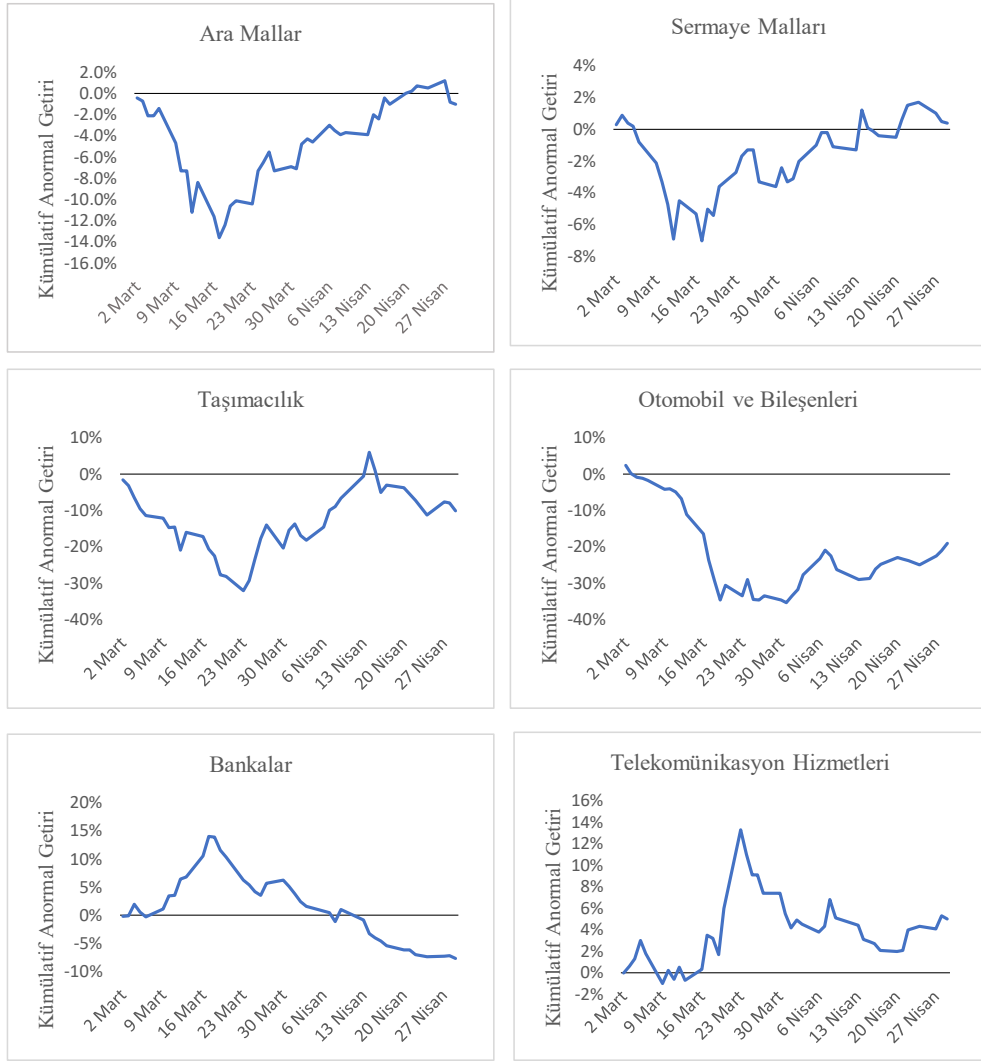 Ara Mallar
Kümülatif Anormal Getiri
2.0%
0.0%
-2.0%
-4.0%
-6.0%
-8.0%
-10.0%
-12.0%
-14.0%
-16.0%
2 Mart
9 Mart
16 Mart
23 Mart
30 Mart
6 Nisan
13 Nisan
20 Nisan
27 Nisan
Sermaye Malları
Kümülatif Anormal Getiri
4%
2%
0%
-2%
-4%
-6%
-8%
2 Mart
9 Mart
16 Mart
23 Mart
30 Mart
6 Nisan
13 Nisan
20 Nisan
27 Nisan
Taşımacılık
Kümülatif Anormal Getiri
10%
0%
-10%
-20%
-30%
-40%
2 Mart
9 Mart
16 Mart
23 Mart
30 Mart
6 Nisan
13 Nisan
20 Nisan
27 Nisan
Otomobil ve Bileşenleri
Kümülatif Anormal Getiri
10%
0%
-10%
-20%
-30%
-40%
2 Mart
9 Mart
16 Mart
23 Mart
30 Mart
6 Nisan
13 Nisan
20 Nisan
27 Nisan
Bankalar
Kümülatif Anormal Getiri
20%
15%
10%
5%
0%
-5%
-10%
2 Mart
9 Mart
16 Mart
23 Mart
30 Mart
6 Nisan
13 Nisan
20 Nisan
27 Nisan
Telekomünikasyon Hizmetleri
Kümülatif Anormal Getiri
16%
14%
12%
10%
8%
6%
4%
2%
0%
-2%
2 Mart
9 Mart
16 Mart
23 Mart
30 Mart
6 Nisan
13 Nisan
20 Nisan
27 Nisan